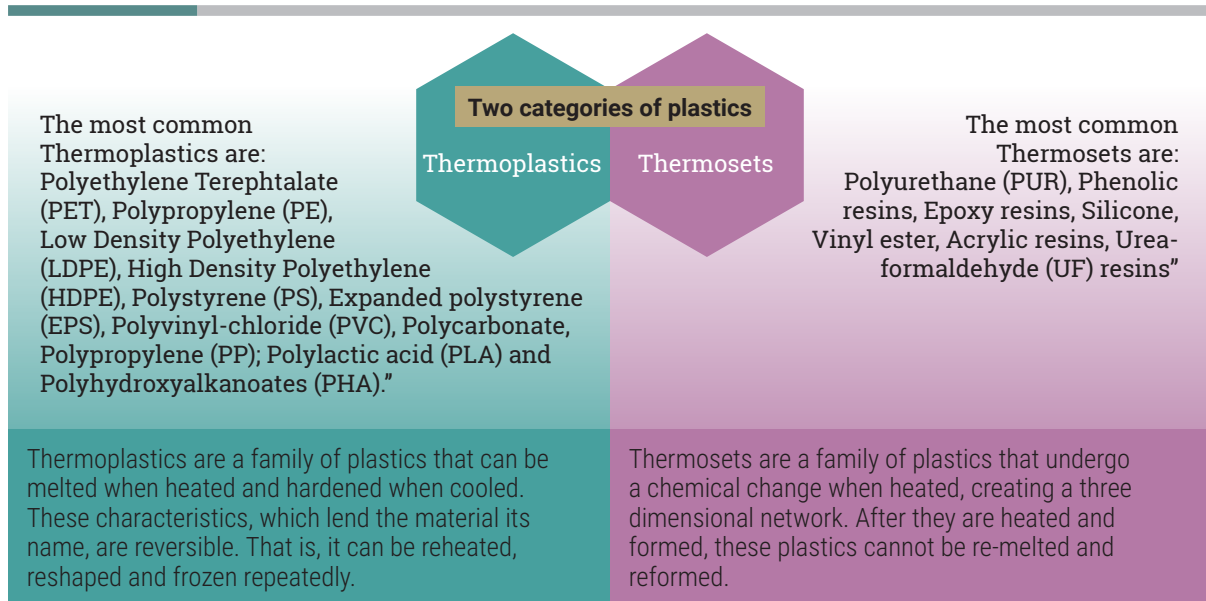 Two categories of plastics
Thermoplastics
Thermosets
The most common
Thermoplastics are:
Polyethylene Terephtalate
(PET), Polypropylene (PE),
Low Density Polyethylene
(LDPE), High Density Polyethylene
(HDPE), Polystyrene (PS), Expanded polystyrene
(EPS), Polyvinyl-chloride (PVC), Polycarbonate,
Polypropylene (PP); Polylactic acid (PLA) and
Polyhydroxyalkanoates (PHA).”
The most common
Thermosets are:
Polyurethane (PUR), Phenolic
resins, Epoxy resins, Silicone,
Vinyl ester, Acrylic resins, Urea-
formaldehyde (UF) resins”
Thermoplastics are a family of plastics that can be
melted when heated and hardened when cooled.
These characteristics, which lend the material its
name, are reversible. That is, it can be reheated,
reshaped and frozen repeatedly.
Thermosets are a family of plastics that undergo
a chemical change when heated, creating a three
dimensional network. After they are heated and
formed, these plastics cannot be re-melted and
reformed.